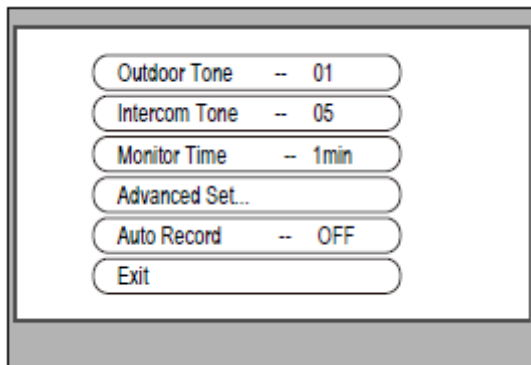 Outdoor Tone -- 01
Intercom Tone -- 05
Monitor Time -- 1min
Advanced Set...
Auto Record -- OFF
Exit